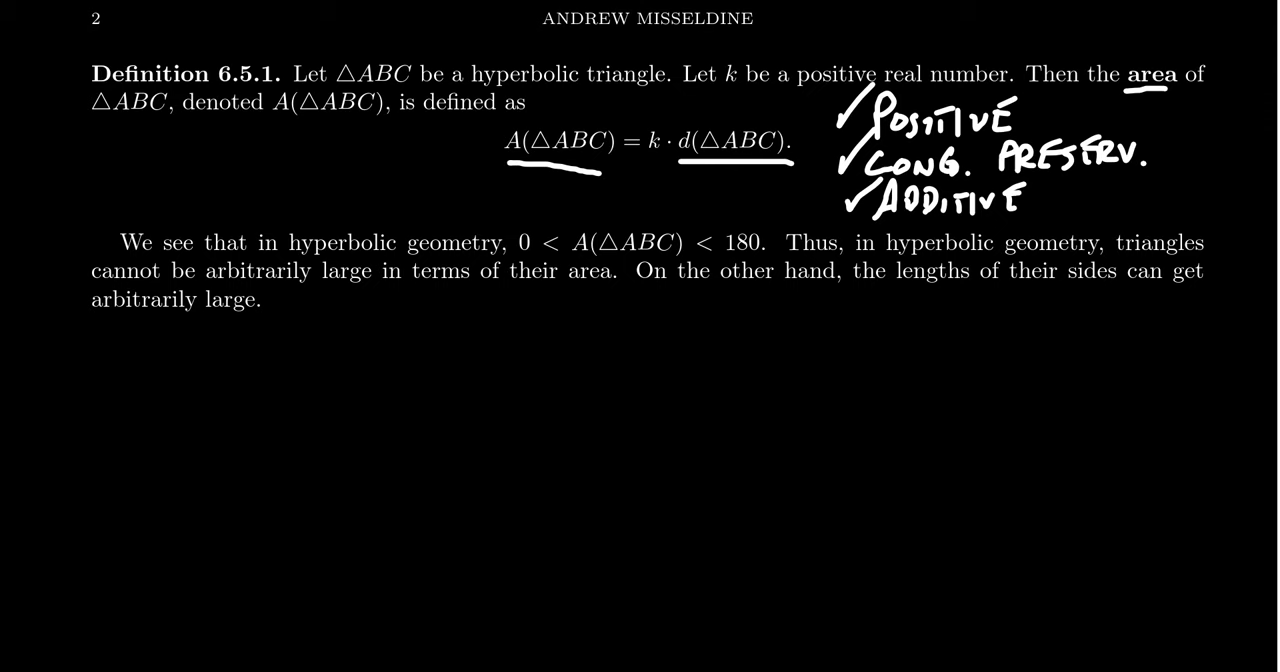 2
ANDREW MISSELDINE
Definition 6.5.1. Let △ABC be a hyperbolic triangle. Let k be a positive real number. Then the area of
△ABC, denoted A(△ABC), is defined as
A(△ABC) = k · d(△ABC).
✓ POSITIVE
✓ CONG. PRESERV.
✓ ADDITIVE
We see that in hyperbolic geometry, 0 < A(△ABC) < 180. Thus, in hyperbolic geometry, triangles
cannot be arbitrarily large in terms of their area. On the other hand, the lengths of their sides can get
arbitrarily large.